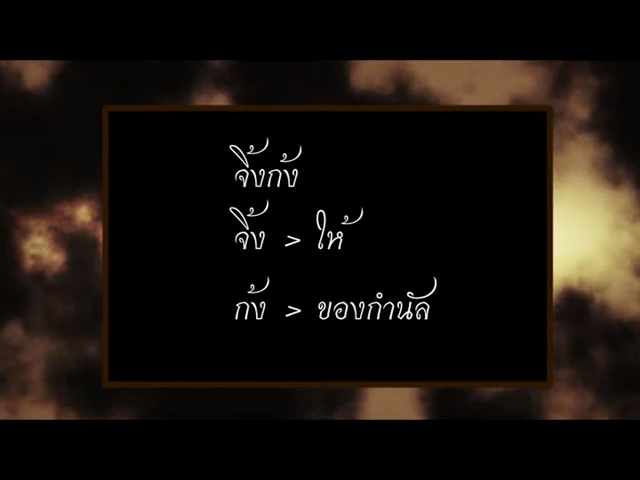 จิ้งก้ง
จิ้ง > ให้
ก้ง > ของกำนัล